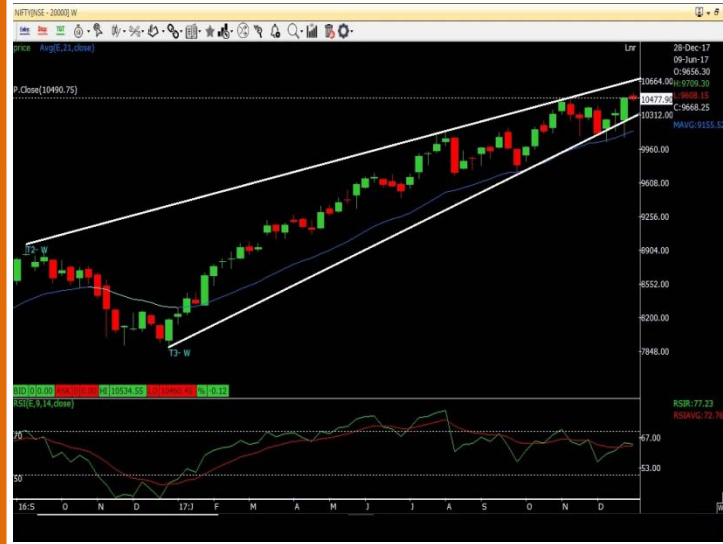 NIFTY[NSE - 20000] W
price Avg(E,21,close)
Lnr
28-Dec-17
09-Jun-17
O:9656.30
H:9709.30
L:9608.15
C:9668.25
MAVG:9155.52
P.Close(10490.75)
10664.00
10477.90
10312.00
9960.00
9608.00
9256.00
8904.00
8552.00
8200.00
7848.00
T2- W
T3- W
BID 0 0.00 0 0.00 HI 10534.55 LO 10460.45 % -0.12
RSI(E,9,14,close)
RSIR:77.23
RSIAVG:72.76
70
50
67.00
53.00
16:S O N D 17:J F M A M J J A S O N D
W